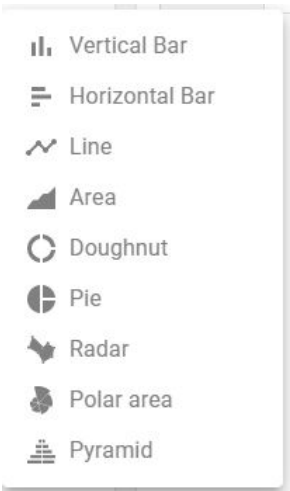 Vertical Bar
Horizontal Bar
Line
Area
Doughnut
Pie
Radar
Polar area
Pyramid